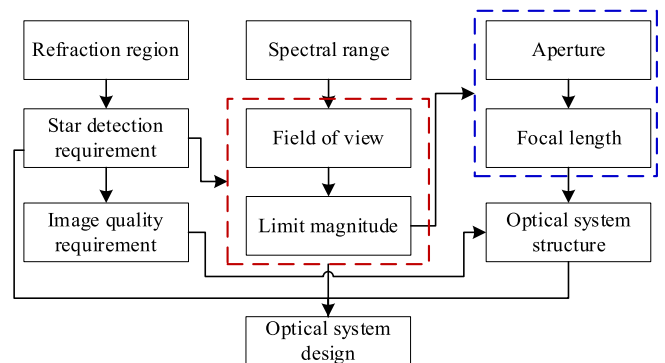 Refraction region
Spectral range
Aperture
Star detection
requirement
Field of view
Focal length
Image quality
requirement
Limit magnitude
Optical system
structure
Optical system
design